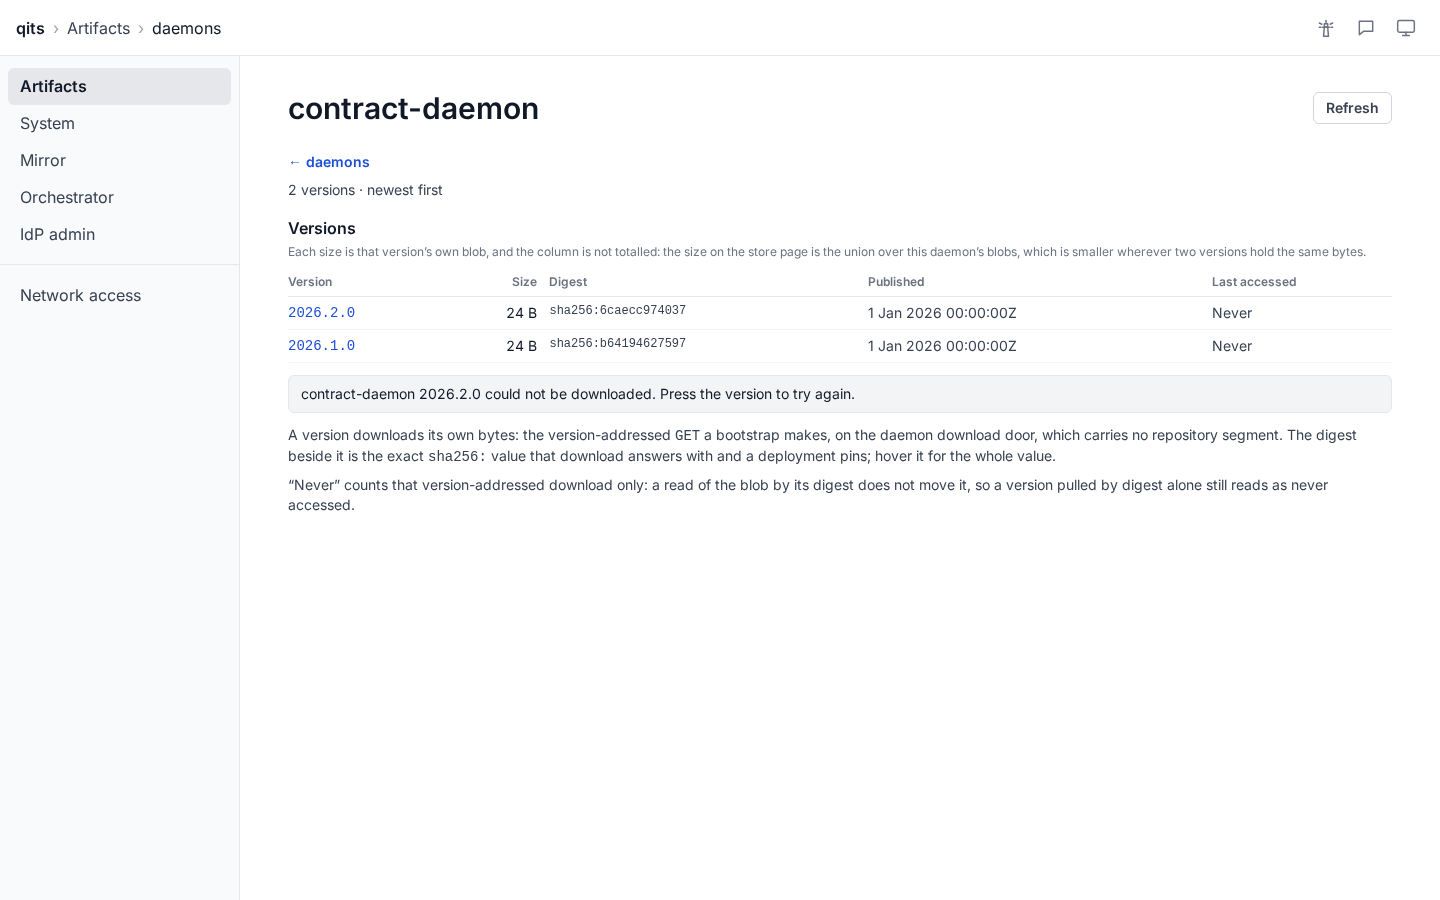 qits › Artifacts › daemons
Artifacts
System
Mirror
Orchestrator
IdP admin
Network access
contract-daemon
Refresh
← daemons
2 versions · newest first
Versions
Each size is that version’s own blob, and the column is not totalled: the size on the store page is the union over this daemon’s blobs, which is smaller wherever two versions hold the same bytes.
Version Size Digest Published Last accessed
2026.2.0 24 B sha256:6caecc974037 1 Jan 2026 00:00:00Z Never
2026.1.0 24 B sha256:b64194627597 1 Jan 2026 00:00:00Z Never
contract-daemon 2026.2.0 could not be downloaded. Press the version to try again.
A version downloads its own bytes: the version-addressed GET a bootstrap makes, on the daemon download door, which carries no repository segment. The digest
beside it is the exact sha256: value that download answers with and a deployment pins; hover it for the whole value.
“Never” counts that version-addressed download only: a read of the blob by its digest does not move it, so a version pulled by digest alone still reads as never
accessed.